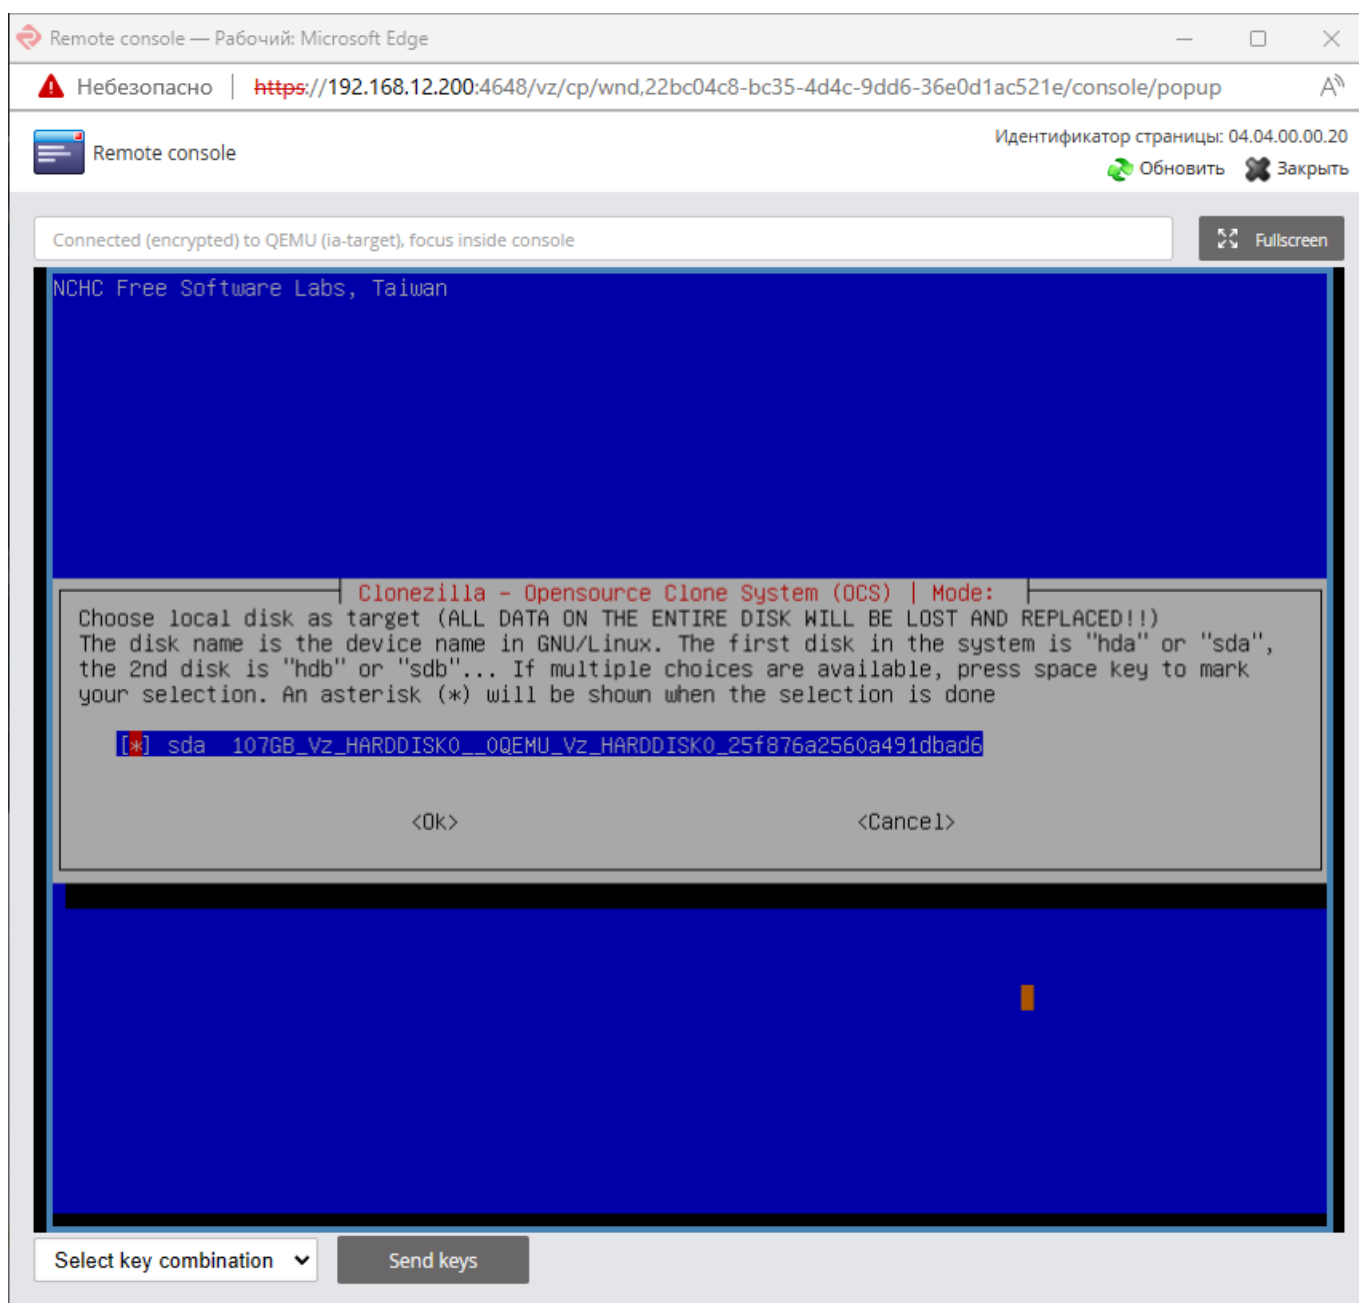 Remote console — Рабочий: Microsoft Edge
Небезопасно | https://192.168.12.200:4648/vz/cp/wnd,22bc04c8-bc35-4d4c-9dd6-36e0d1ac521e/console/popup
Remote console
Идентификатор страницы: 04.04.00.00.20
Обновить Закрыть
Connected (encrypted) to QEMU (ia-target), focus inside console
Fullscreen
NCHC Free Software Labs, Taiwan
Clonezilla - Opensource Clone System (OCS) | Mode:
Choose local disk as target (ALL DATA ON THE ENTIRE DISK WILL BE LOST AND REPLACED!!)
The disk name is the device name in GNU/Linux. The first disk in the system is "hda" or "sda",
the 2nd disk is "hdb" or "sdb"... If multiple choices are available, press space key to mark
your selection. An asterisk (*) will be shown when the selection is done
[*] sda 107GB_Vz_HARDDISK0__0QEMU_Vz_HARDDISK0_25f876a2560a491dbad6
<Ok> <Cancel>
Select key combination
Send keys